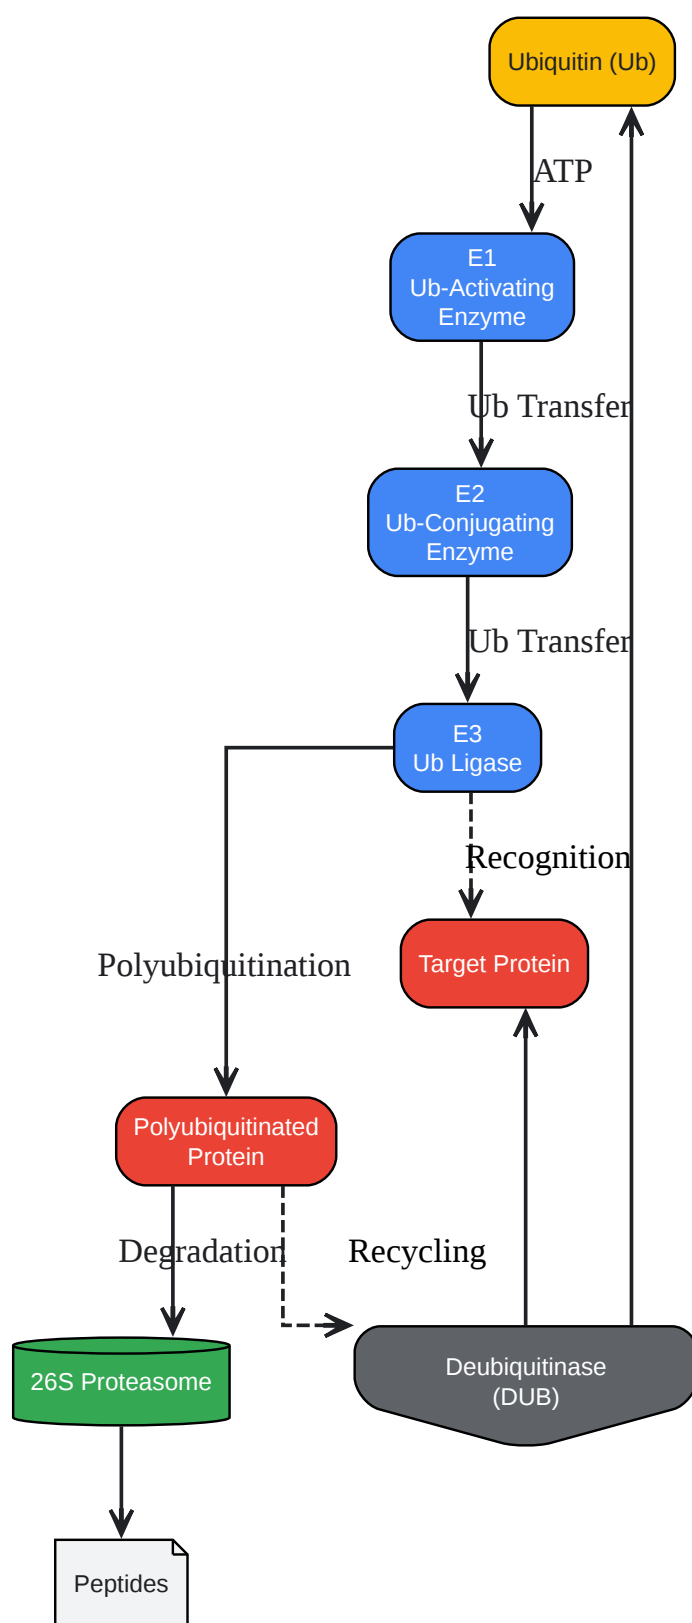 Ubiquitin (Ub)
ATP
E1
Ub-Activating
Enzyme
Ub Transfer
E2
Ub-Conjugating
Enzyme
Ub Transfer
E3
Ub Ligase
Recognition
Polyubiquitination
Target Protein
Polyubiquitinated
Protein
Degradation
Recycling
26S Proteasome
Deubiquitinase
(DUB)
Peptides